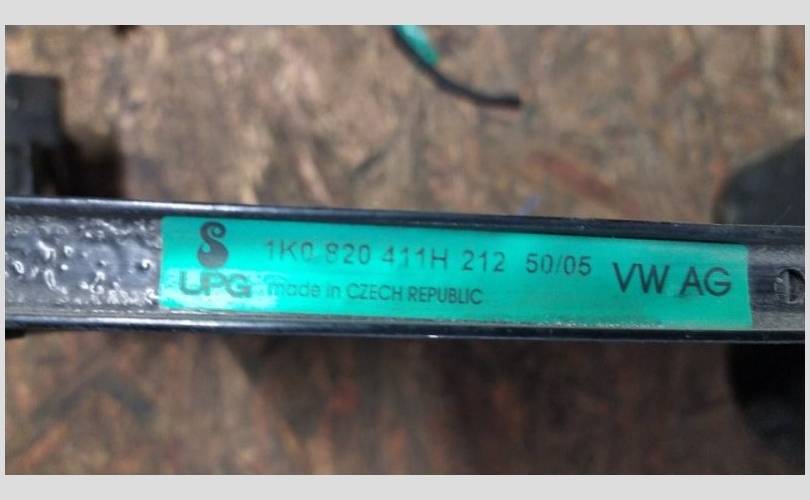 1K0 820 411H 212 50/05 VW AG
UPG made in CZECH REPUBLIC